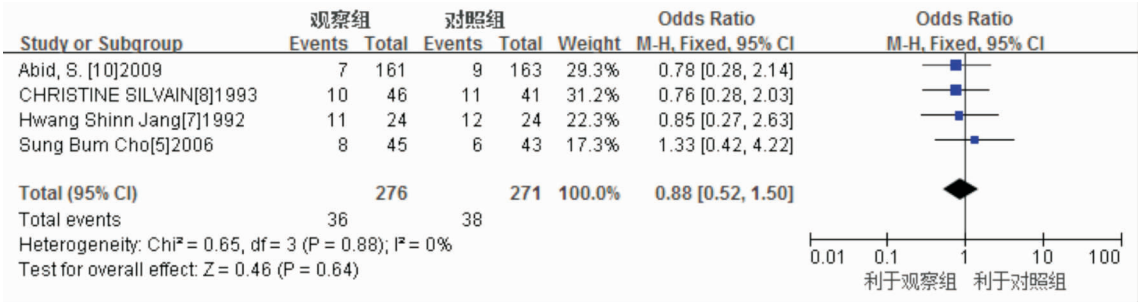 观察组 对照组 Odds Ratio Odds Ratio
Study or Subgroup Events Total Events Total Weight M-H, Fixed, 95% CI M-H, Fixed, 95% CI
Abid, S. [10]2009 7 161 9 163 29.3% 0.78 [0.28, 2.14]
CHRISTINE SILVAIN[8]1993 10 46 11 41 31.2% 0.76 [0.28, 2.03]
Hwang Shinn Jang[7]1992 11 24 12 24 22.3% 0.85 [0.27, 2.63]
Sung Bum Cho[5]2006 8 45 6 43 17.3% 1.33 [0.42, 4.22]
Total (95% CI) 276 271 100.0% 0.88 [0.52, 1.50]
Total events 36 38
Heterogeneity: Chi² = 0.65, df = 3 (P = 0.88); I² = 0%
Test for overall effect: Z = 0.46 (P = 0.64)
0.01 0.1 1 10 100
利于观察组 利于对照组